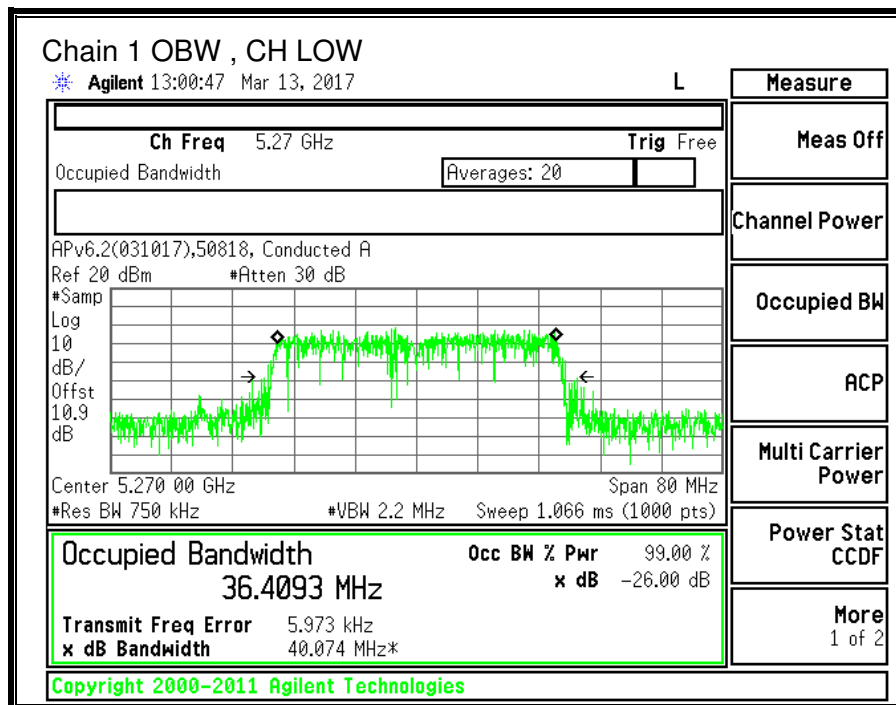 Chain 1 OBW , CH LOW
Agilent 13:00:47 Mar 13, 2017 L
Measure
Ch Freq 5.27 GHz Trig Free
Meas Off
Occupied Bandwidth Averages: 20
Channel Power
APv6.2(031017),50818, Conducted A
Ref 20 dBm #Atten 30 dB
#Samp
Log
10
dB/
Offst
10.9
dB
Occupied BW
ACP
Multi Carrier
Power
Center 5.270 00 GHz Span 80 MHz
#Res BW 750 kHz #VBW 2.2 MHz Sweep 1.066 ms (1000 pts)
Power Stat
CCDF
Occupied Bandwidth Occ BW % Pwr 99.00 %
36.4093 MHz x dB -26.00 dB
Transmit Freq Error 5.973 kHz
x dB Bandwidth 40.074 MHz*
More
1 of 2
Copyright 2000-2011 Agilent Technologies